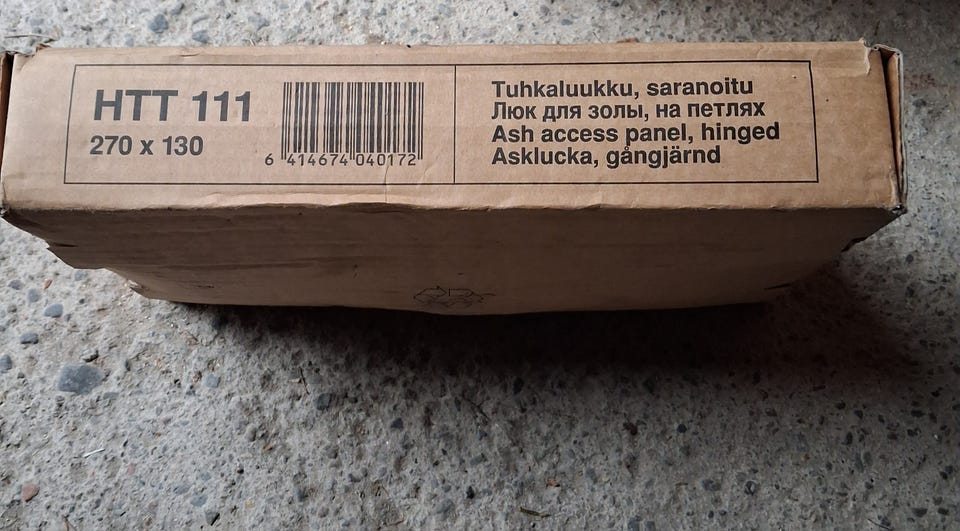 HTT 111
270 x 130
6 414674 040172
Tuhkaluukku, saranoitu
Люк для золы, на петлях
Ash access panel, hinged
Asklucka, gångjärnd